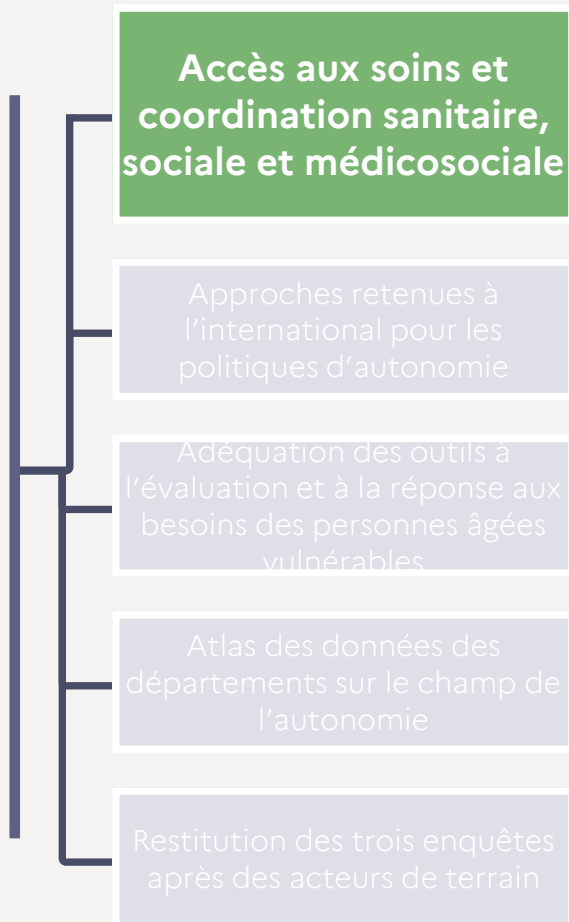 Accès aux soins et
coordination sanitaire,
sociale et médicosociale
Approches retenues à
l’international pour les
politiques d’autonomie
Adéquation des outils à
l’évaluation et à la réponse aux
besoins des personnes âgées
vulnérables
Atlas des données des
départements sur le champ de
l’autonomie
Restitution des trois enquêtes
après des acteurs de terrain